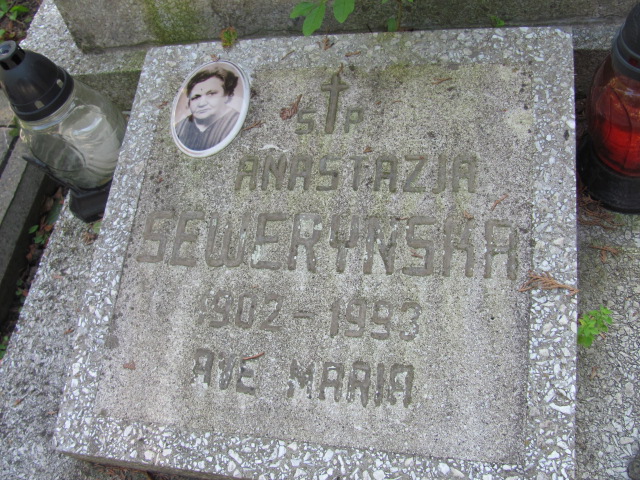 Ś P
ANASTAZJA
SEWERYNSKA
1902-1993
AVE MARIA